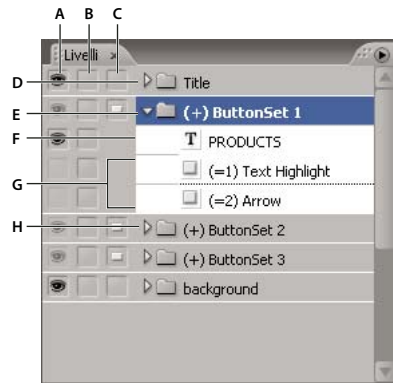 A B C
Livelli ×
D Title
E (+) ButtonSet 1
F T PRODUCTS
G (=1) Text Highlight
(=2) Arrow
H (+) ButtonSet 2
(+) ButtonSet 3
background